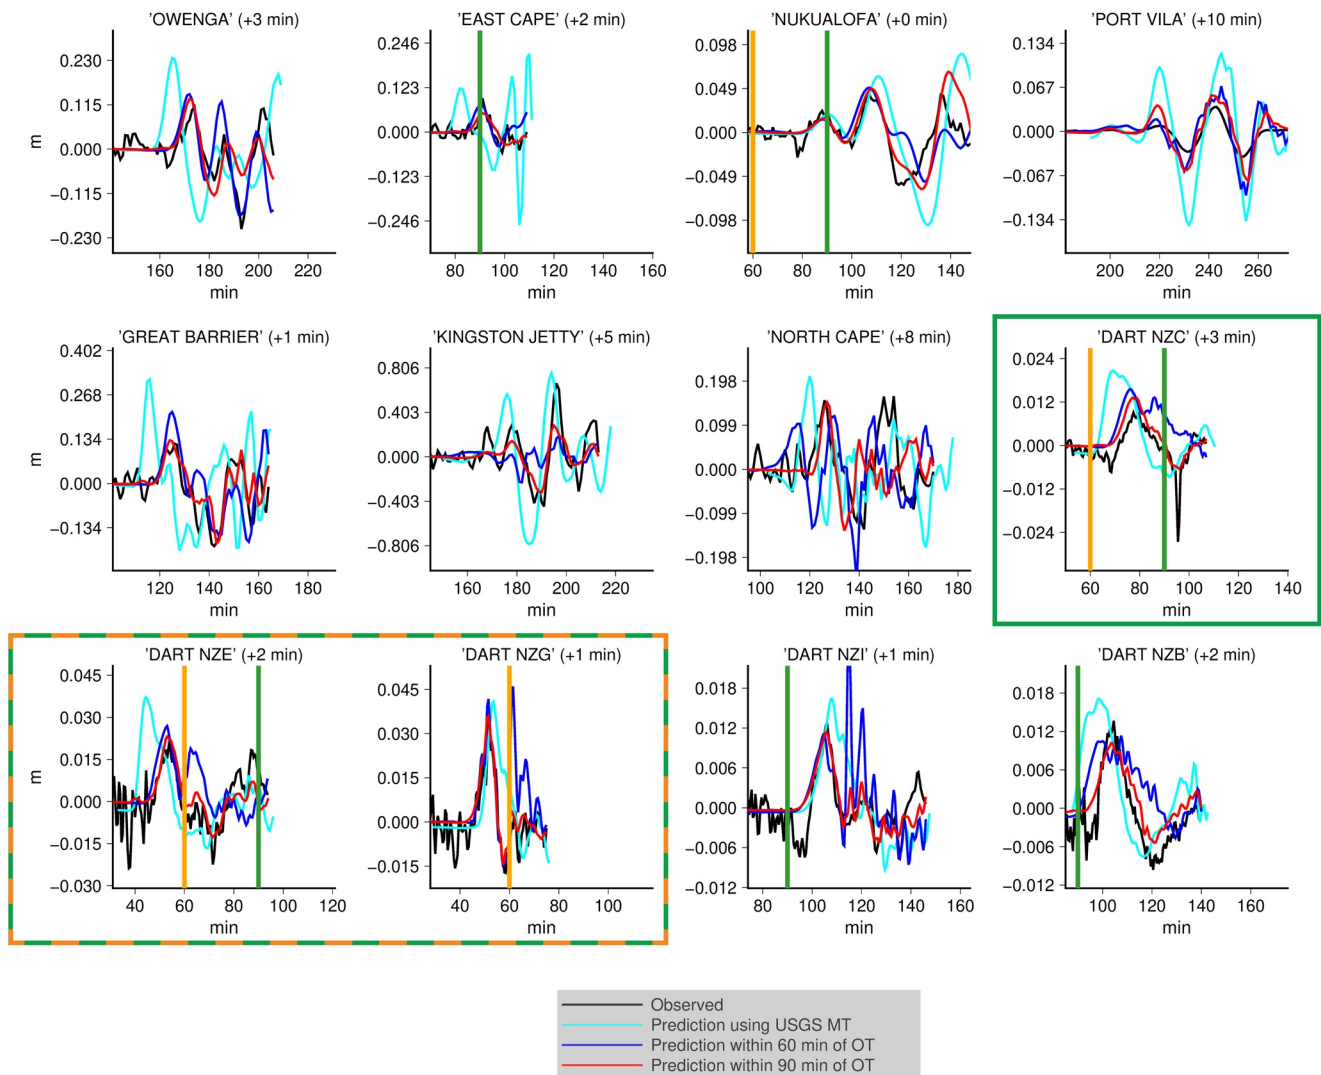 'OWENGA' (+3 min)
0.230
0.115
0.000
−0.115
−0.230
m
160 180 200 220
min
'EAST CAPE' (+2 min)
0.246
0.123
0.000
−0.123
−0.246
80 100 120 140 160
min
'NUKUALOFA' (+0 min)
0.098
0.049
0.000
−0.049
−0.098
60 80 100 120 140
min
'PORT VILA' (+10 min)
0.134
0.067
0.000
−0.067
−0.134
200 220 240 260
min
'GREAT BARRIER' (+1 min)
0.402
0.268
0.134
0.000
−0.134
m
120 140 160 180
min
'KINGSTON JETTY' (+5 min)
0.806
0.403
0.000
−0.403
−0.806
160 180 200 220
min
'NORTH CAPE' (+8 min)
0.198
0.099
0.000
−0.099
−0.198
100 120 140 160 180
min
'DART NZC' (+3 min)
0.024
0.012
0.000
−0.012
−0.024
60 80 100 120 140
min
'DART NZE' (+2 min)
0.045
0.030
0.015
0.000
−0.015
−0.030
m
40 60 80 100 120
min
'DART NZG' (+1 min)
0.045
0.030
0.015
0.000
−0.015
40 60 80 100
min
'DART NZI' (+1 min)
0.018
0.012
0.006
−0.000
−0.006
−0.012
80 100 120 140 160
min
'DART NZB' (+2 min)
0.018
0.012
0.006
−0.000
−0.006
−0.012
100 120 140 160
min
Observed
Prediction using USGS MT
Prediction within 60 min of OT
Prediction within 90 min of OT